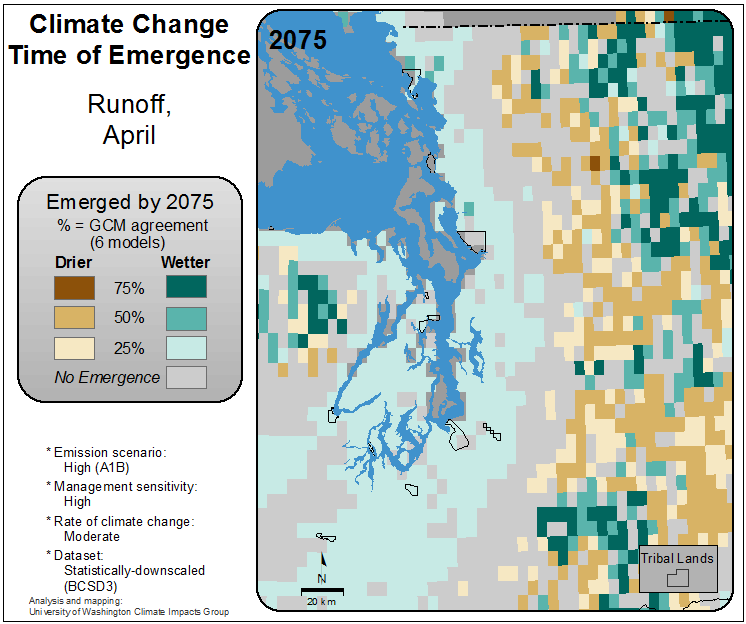 Climate Change
Time of Emergence
Runoff,
April
Emerged by 2075
% = GCM agreement
(6 models)
Drier Wetter
75%
50%
25%
No Emergence
* Emission scenario:
High (A1B)
* Management sensitivity:
High
* Rate of climate change:
Moderate
* Dataset:
Statistically-downscaled
(BCSD3)
Analysis and mapping:
University of Washington Climate Impacts Group
2075
N
20 km
Tribal Lands